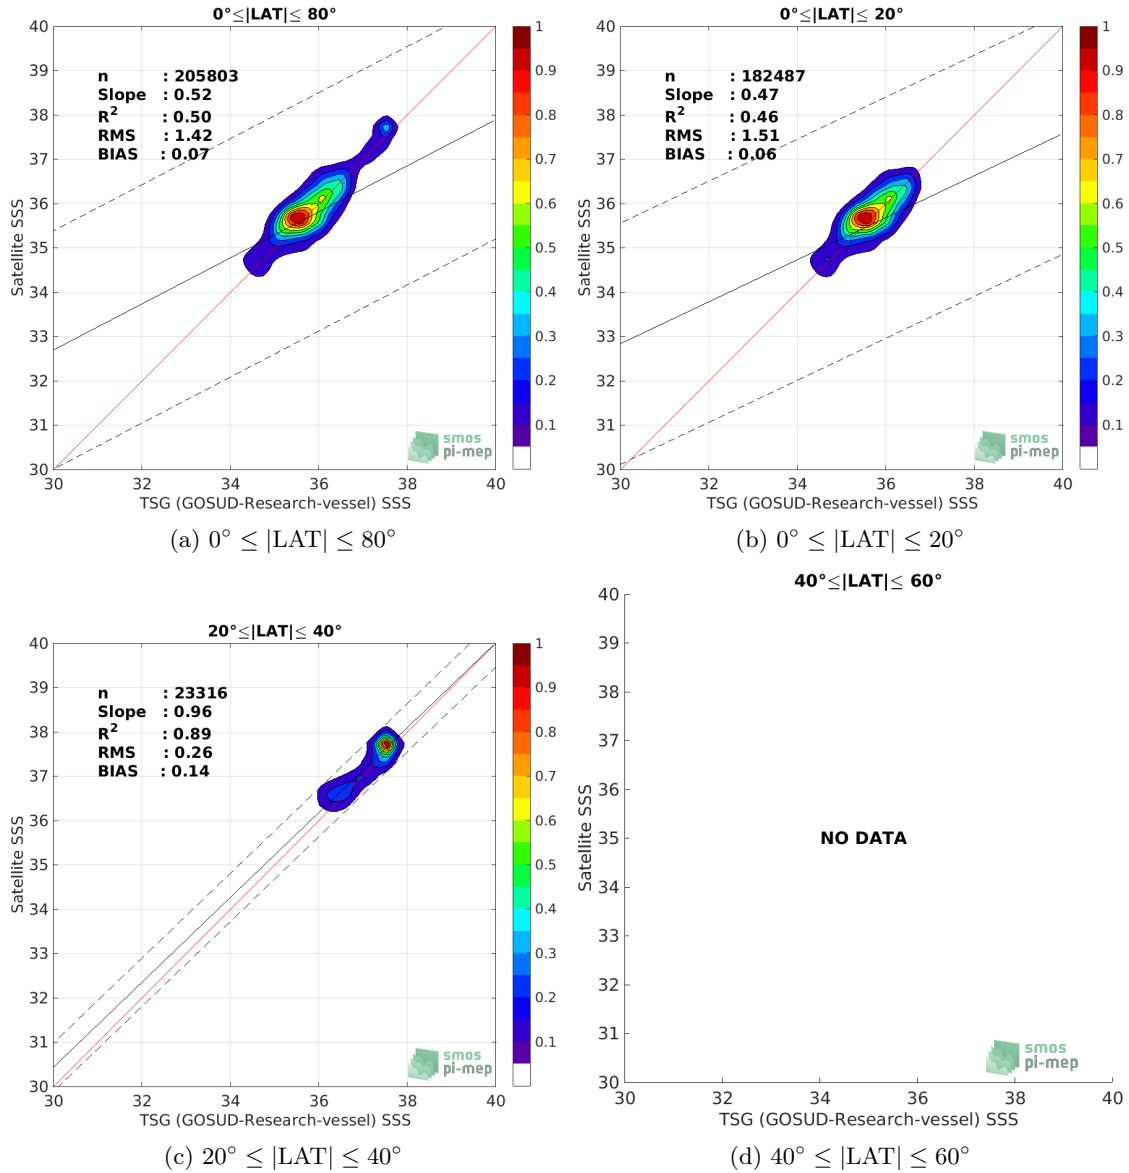 0°≤|LAT|≤ 80°
n : 205803
Slope : 0.52
R² : 0.50
RMS : 1.42
BIAS : 0.07
Satellite SSS
40
39
38
37
36
35
34
33
32
31
30
30 32 34 36 38 40
TSG (GOSUD-Research-vessel) SSS
1
0.9
0.8
0.7
0.6
0.5
0.4
0.3
0.2
0.1
smos
pi-mep
(a) 0° ≤ |LAT| ≤ 80°
0°≤|LAT|≤ 20°
n : 182487
Slope : 0.47
R² : 0.46
RMS : 1.51
BIAS : 0.06
Satellite SSS
40
39
38
37
36
35
34
33
32
31
30
30 32 34 36 38 40
TSG (GOSUD-Research-vessel) SSS
1
0.9
0.8
0.7
0.6
0.5
0.4
0.3
0.2
0.1
smos
pi-mep
(b) 0° ≤ |LAT| ≤ 20°
20°≤|LAT|≤ 40°
n : 23316
Slope : 0.96
R² : 0.89
RMS : 0.26
BIAS : 0.14
Satellite SSS
40
39
38
37
36
35
34
33
32
31
30
30 32 34 36 38 40
TSG (GOSUD-Research-vessel) SSS
1
0.9
0.8
0.7
0.6
0.5
0.4
0.3
0.2
0.1
smos
pi-mep
(c) 20° ≤ |LAT| ≤ 40°
40°≤|LAT|≤ 60°
Satellite SSS
40
39
38
37
36
35
34
33
32
31
30
NO DATA
30 32 34 36 38 40
TSG (GOSUD-Research-vessel) SSS
smos
pi-mep
(d) 40° ≤ |LAT| ≤ 60°